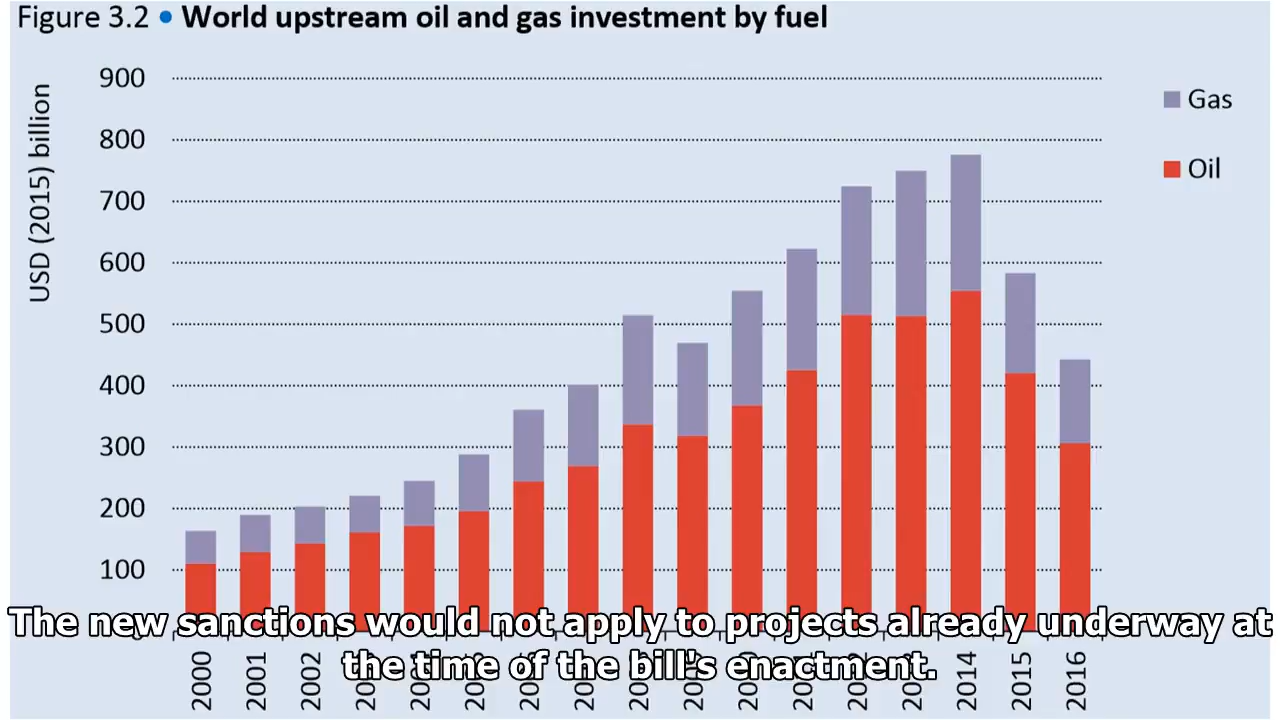 Figure 3.2 • World upstream oil and gas investment by fuel
USD (2015) billion
900
800
700
600
500
400
300
200
100
Gas
Oil
The new sanctions would not apply to projects already underway at
the time of the bill's enactment.
2000
2001
2002
2014
2015
2016